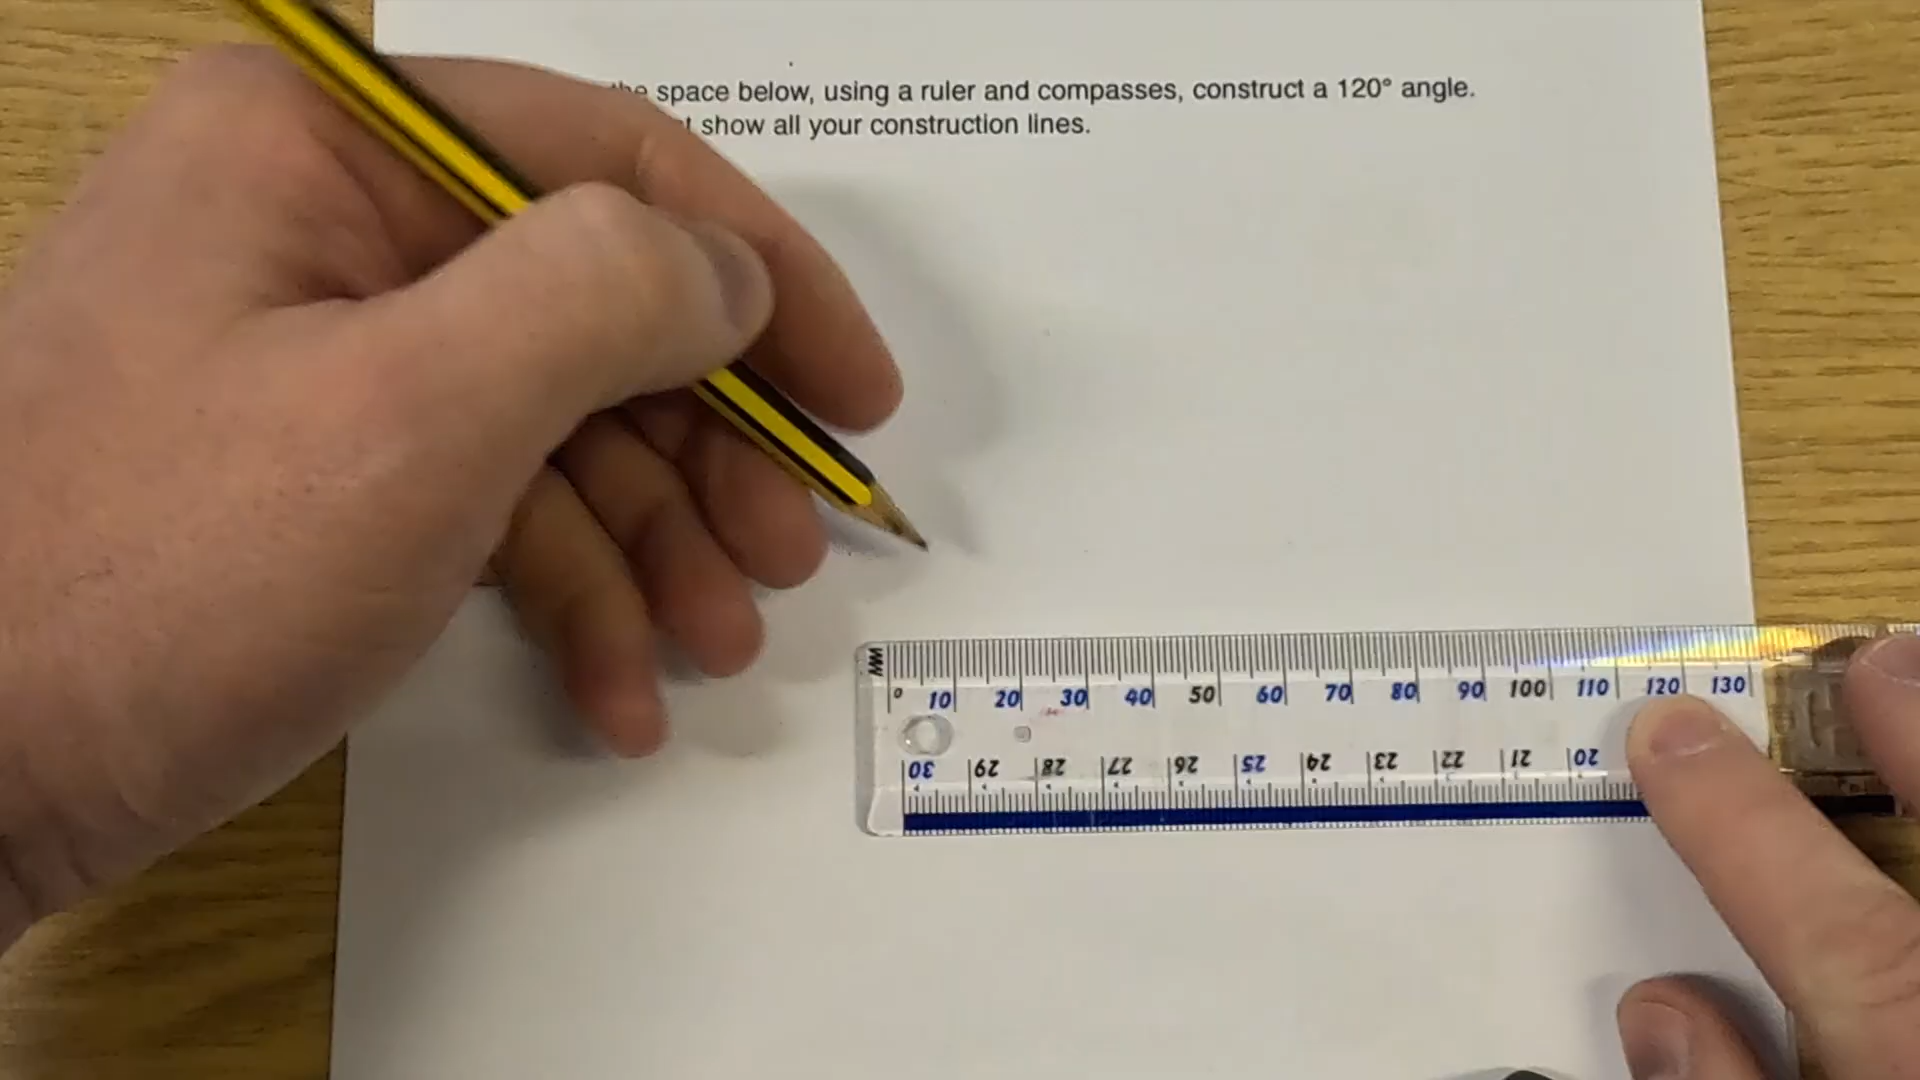 the space below, using a ruler and compasses, construct a 120° angle.
show all your construction lines.
0 10 20 30 40 50 60 70 80 90 100 110 120 130
30 29 28 27 26 25 24 23 22 21 20